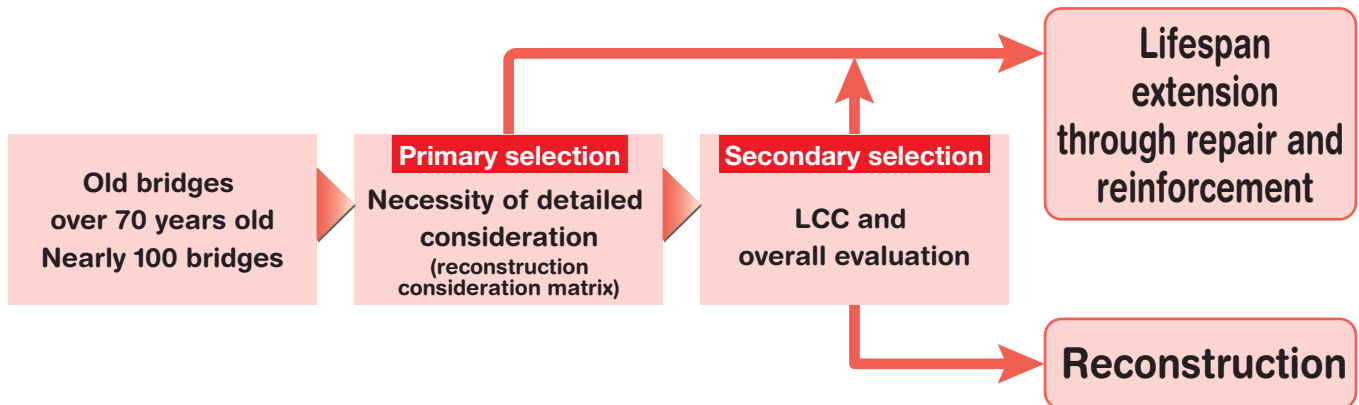 Old bridges
over 70 years old
Nearly 100 bridges
Primary selection
Necessity of detailed
consideration
(reconstruction
consideration matrix)
Secondary selection
LCC and
overall evaluation
Lifespan
extension
through repair and
reinforcement
Reconstruction